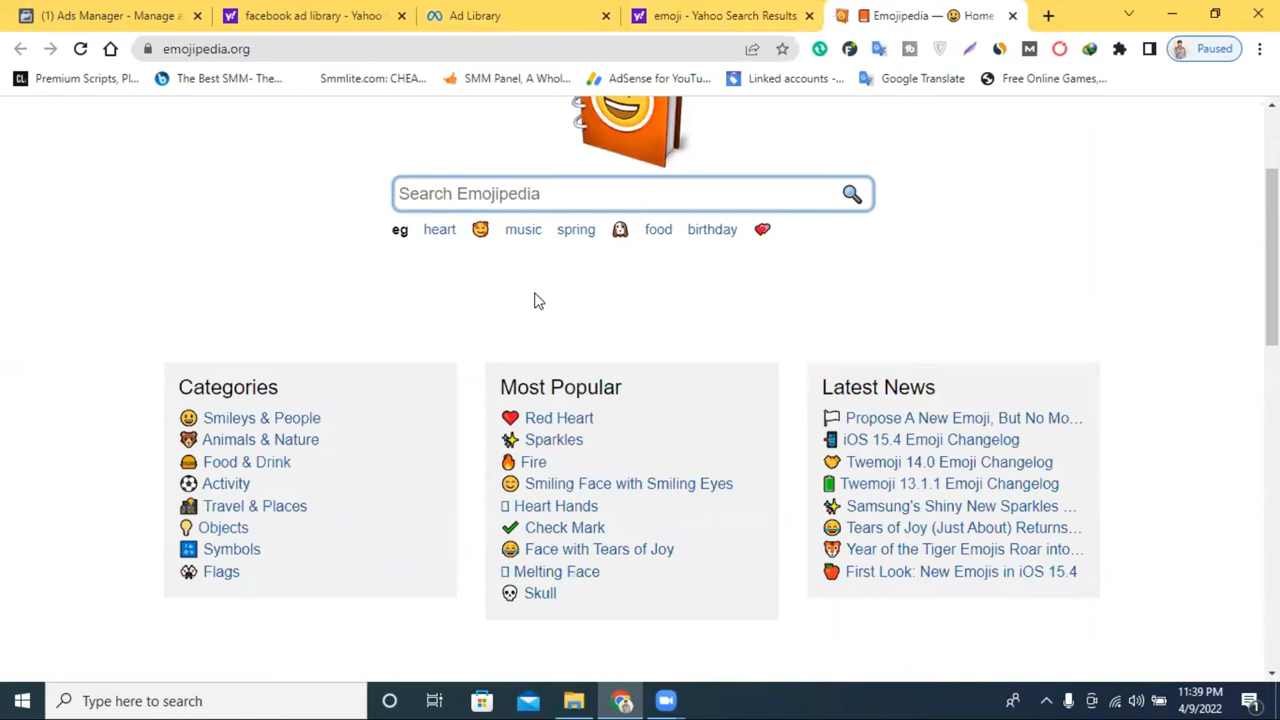 (1) Ads Manager - Manage a
facebook ad library - Yahoo
Ad Library
emoji - Yahoo Search Results
Emojipedia — 😀 Home
emojipedia.org
Paused
Premium Scripts, Pl...
The Best SMM- The...
Smmlite.com: CHEA...
SMM Panel, A Whol...
AdSense for YouTu...
Linked accounts -...
Google Translate
Free Online Games,...
Search Emojipedia
eg heart 🥰 music spring 🐶 food birthday 💕
Categories
Smileys & People
Animals & Nature
Food & Drink
Activity
Travel & Places
Objects
Symbols
Flags
Most Popular
Red Heart
Sparkles
Fire
Smiling Face with Smiling Eyes
Heart Hands
Check Mark
Face with Tears of Joy
Melting Face
Skull
Latest News
Propose A New Emoji, But No Mo...
iOS 15.4 Emoji Changelog
Twemoji 14.0 Emoji Changelog
Twemoji 13.1.1 Emoji Changelog
Samsung's Shiny New Sparkles ...
Tears of Joy (Just About) Returns...
Year of the Tiger Emojis Roar into...
First Look: New Emojis in iOS 15.4
Type here to search
11:39 PM
4/9/2022